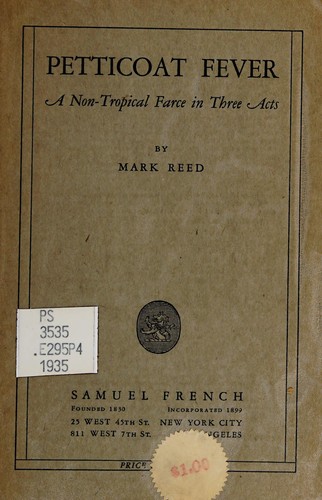 PETTICOAT FEVER
A Non-Tropical Farce in Three Acts
BY
MARK REED
PS
3535
.E295P4
1935
SAMUEL FRENCH
FOUNDED 1830 INCORPORATED 1899
25 WEST 45TH ST. NEW YORK CITY
811 WEST 7TH ST.
PRICE
$1.00